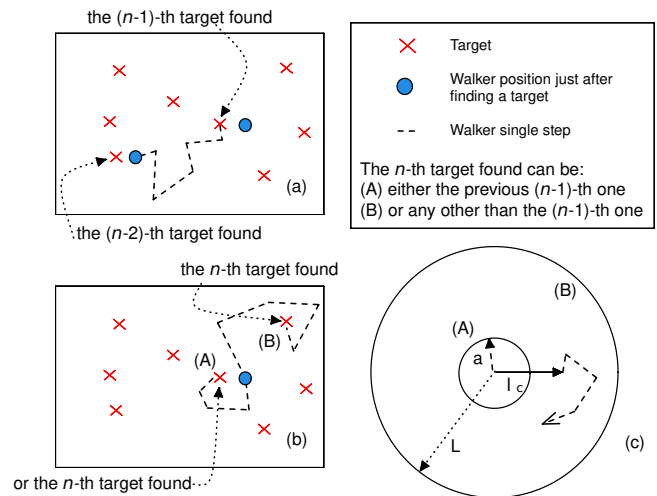 the (n-1)-th target found
(a)
the (n-2)-th target found
Target
Walker position just after
finding a target
Walker single step
The n-th target found can be:
(A) either the previous (n-1)-th one
(B) or any other than the (n-1)-th one
the n-th target found
(B)
(A)
(b)
or the n-th target found
(B)
(A)
a
l c
L
(c)